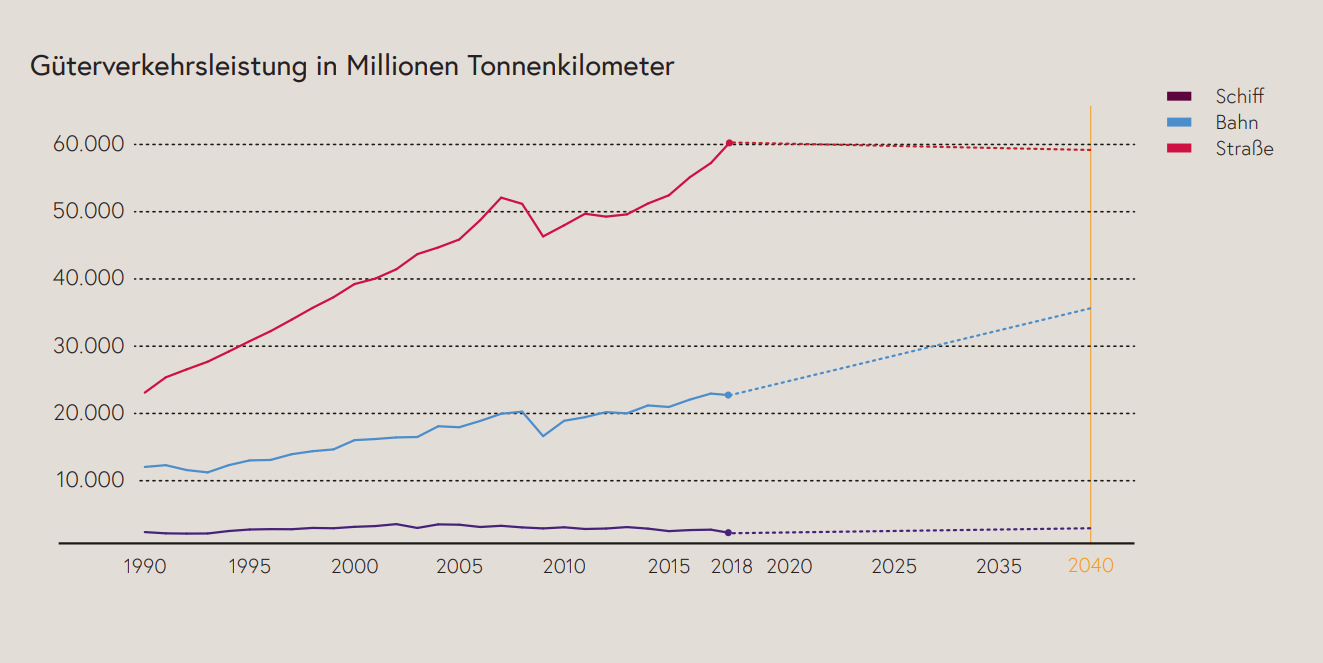 Güterverkehrsleistung in Millionen Tonnenkilometer
Schiff
Bahn
Straße
60.000
50.000
40.000
30.000
20.000
10.000
1990 1995 2000 2005 2010 2015 2018 2020 2025 2035 2040